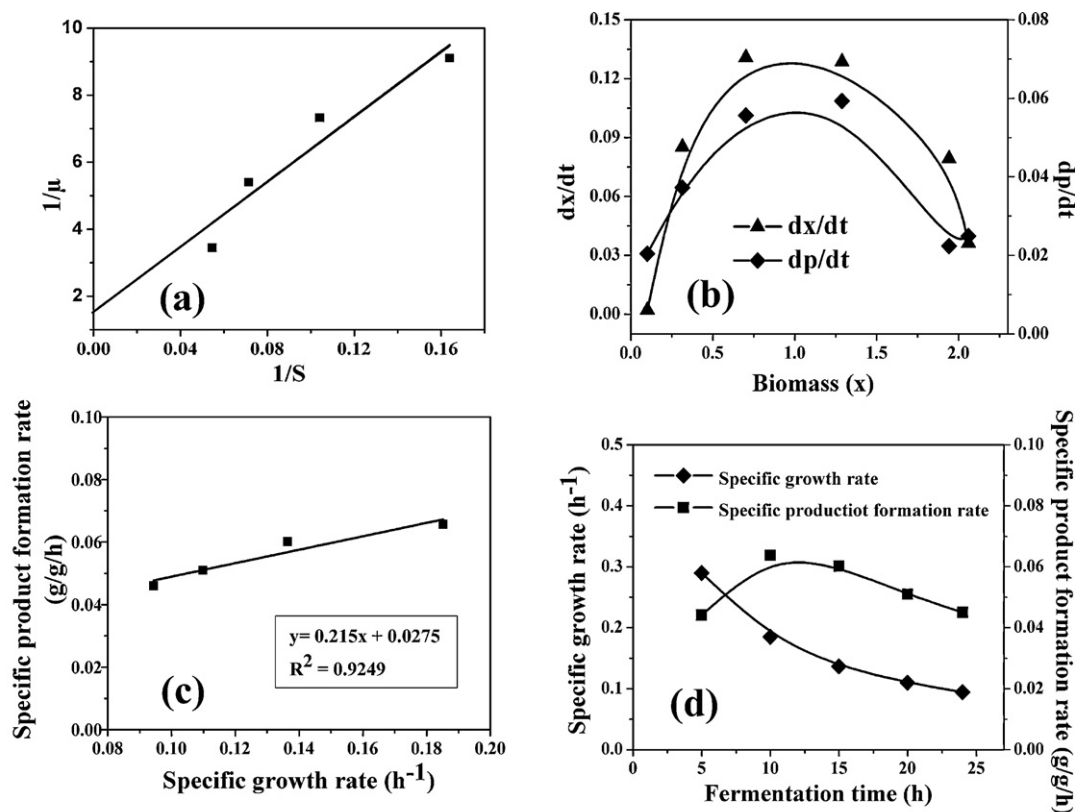 10
8
6
4
2
1/μ
(a)
0.00 0.04 0.08 0.12 0.16
1/S
0.15
0.12
0.09
0.06
0.03
0.00
dx/dt
0.08
0.06
0.04
0.02
0.00
dp/dt
dx/dt
dp/dt
(b)
0.0 0.5 1.0 1.5 2.0
Biomass (x)
0.10
0.08
0.06
0.04
0.02
0.00
Specific product formation rate
(g/g/h)
y= 0.215x + 0.0275
R² = 0.9249
(c)
0.08 0.10 0.12 0.14 0.16 0.18 0.20
Specific growth rate (h⁻¹)
0.5
0.4
0.3
0.2
0.1
0.0
Specific growth rate (h⁻¹)
0.10
0.08
0.06
0.04
0.02
0.00
Specific product formation rate (g/g/h)
Specific growth rate
Specific productiot formation rate
(d)
0 5 10 15 20 25
Fermentation time (h)